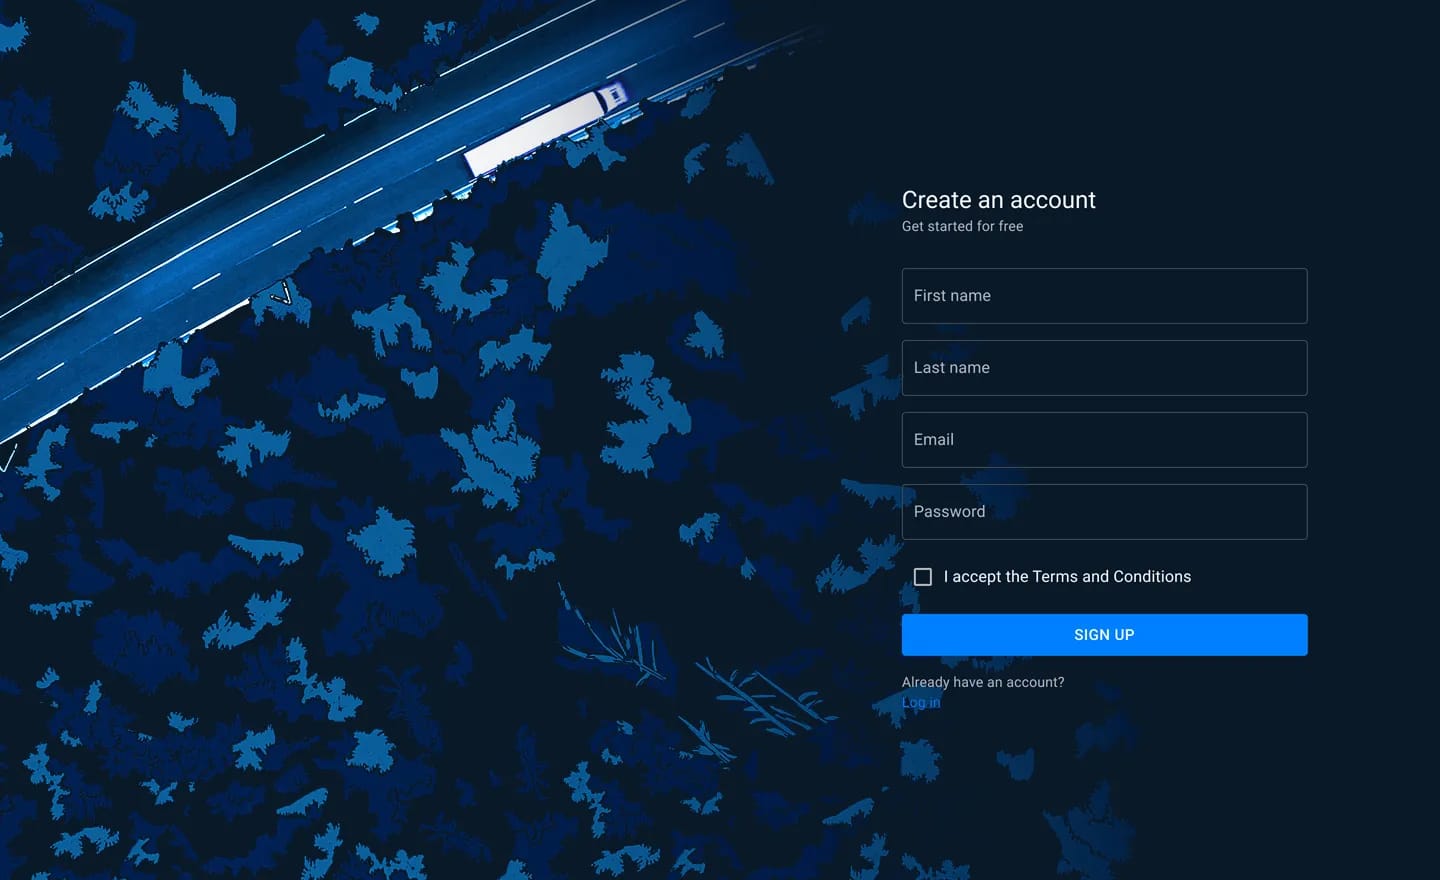 Create an account
Get started for free
First name
Last name
Email
Password
I accept the Terms and Conditions
SIGN UP
Already have an account?
Log in